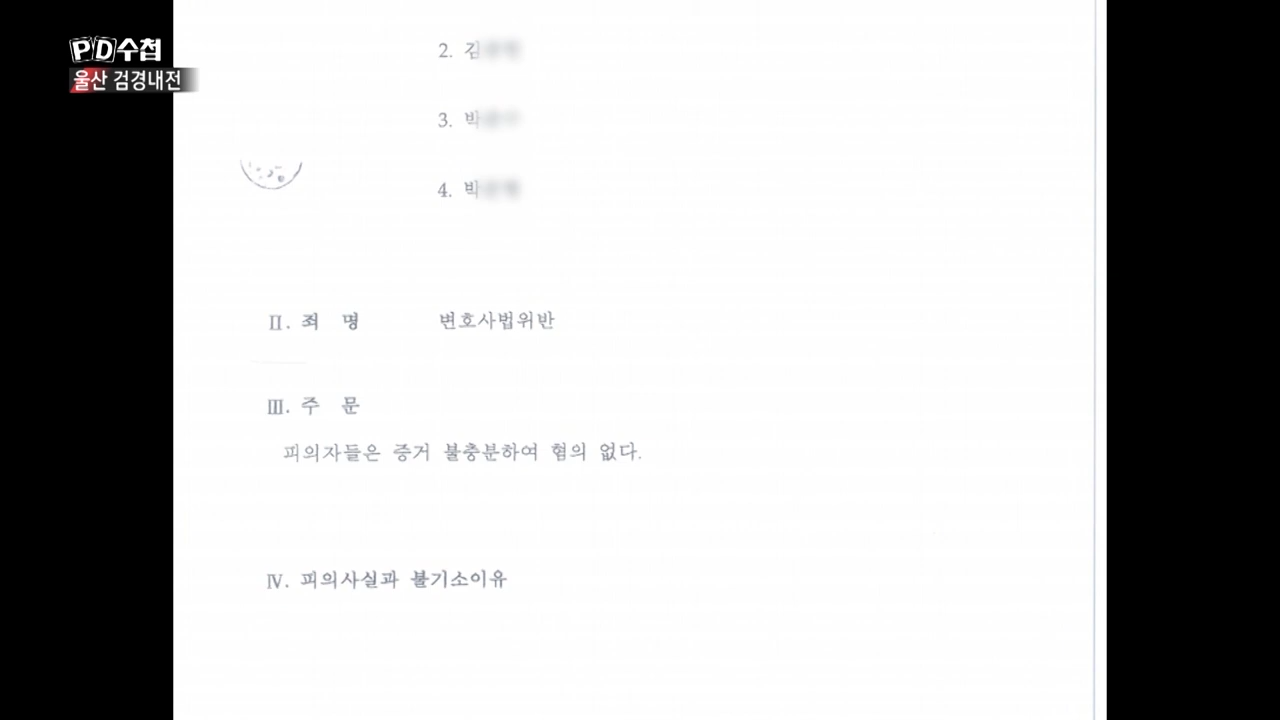 PD수첩
울산 검경내전
2. 김
3. 박
4. 박
Ⅱ. 죄 명 변호사법위반
Ⅲ. 주 문
피의자들은 증거 불충분하여 혐의 없다.
Ⅳ. 피의사실과 불기소이유